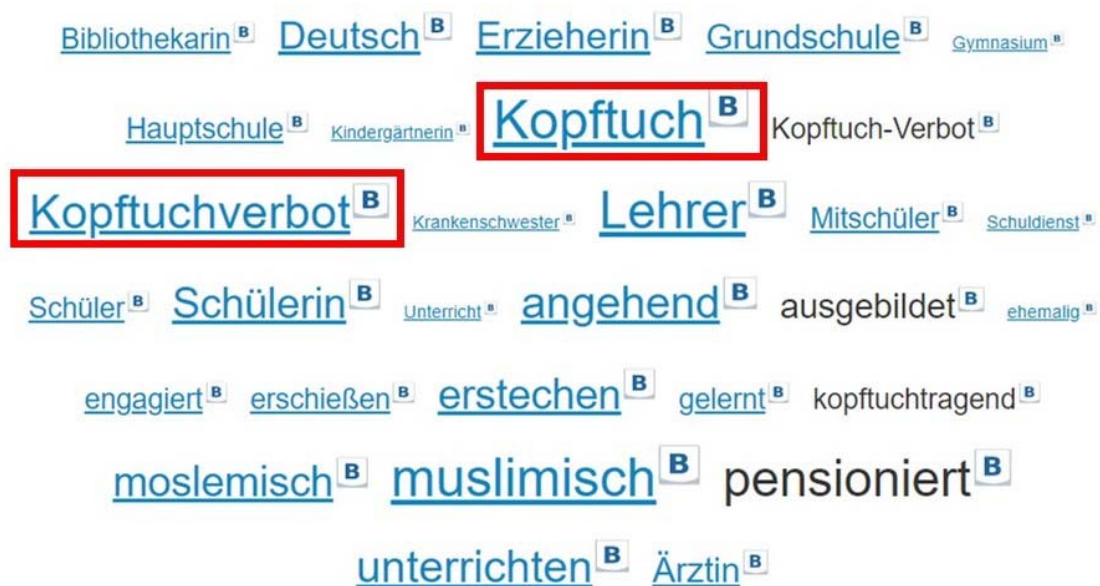 Bibliothekarin B Deutsch B Erzieherin B Grundschule B Gymnasium B
Hauptschule B Kindergärtnerin B Kopftuch B Kopftuch-Verbot B
Kopftuchverbot B Krankenschwester B Lehrer B Mitschüler B Schuldienst B
Schüler B Schülerin B Unterricht B angehend B ausgebildet B ehemalig B
engagiert B erschießen B erstechen B gelernt B kopftuchtragend B
moslemisch B muslimisch B pensioniert B
unterrichten B Ärztin B